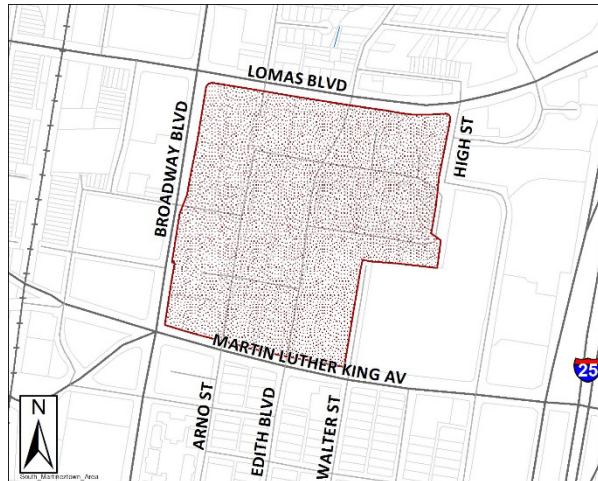 LOMAS BLVD
BROADWAY BLVD
HIGH ST
MARTIN LUTHER KING AV
25
ARNO ST
EDITH BLVD
WALTER ST
N
South_Martineztown_Area